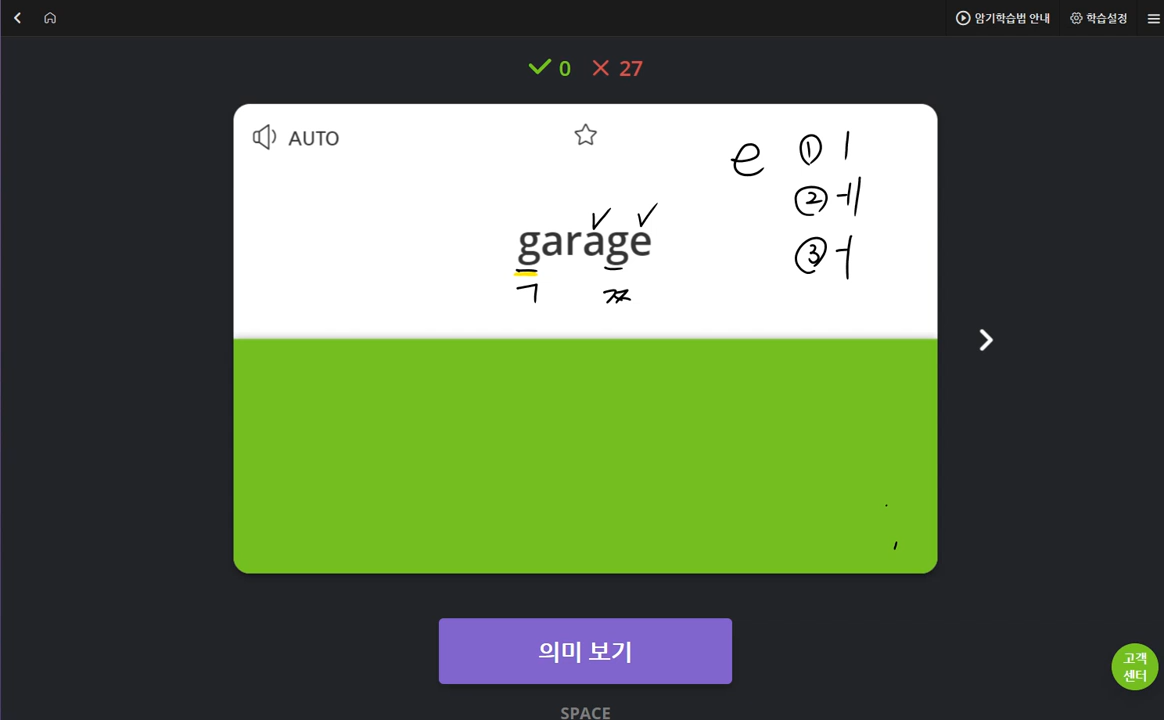 암기학습법 안내 학습설정
0 27
AUTO
e ① ㅣ
② ㅔ
③ ㅓ
garage
ㄱ ㅉ
의미 보기
고객
센터
SPACE